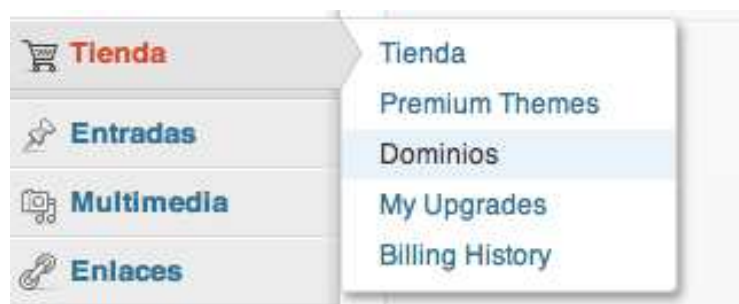 Tienda
Entradas
Multimedia
Enlaces
Tienda
Premium Themes
Dominios
My Upgrades
Billing History